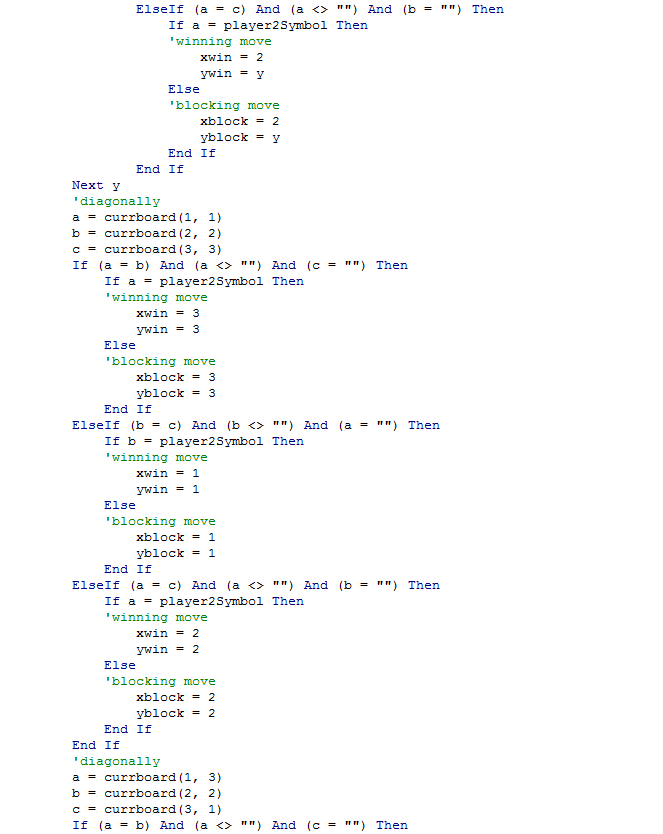 ElseIf (a = c) And (a <> "") And (b = "") Then
If a = player2Symbol Then
'winning move
xwin = 2
ywin = y
Else
'blocking move
xblock = 2
yblock = y
End If
End If
Next y
'diagonally
a = currboard(1, 1)
b = currboard(2, 2)
c = currboard(3, 3)
If (a = b) And (a <> "") And (c = "") Then
If a = player2Symbol Then
'winning move
xwin = 3
ywin = 3
Else
'blocking move
xblock = 3
yblock = 3
End If
ElseIf (b = c) And (b <> "") And (a = "") Then
If b = player2Symbol Then
'winning move
xwin = 1
ywin = 1
Else
'blocking move
xblock = 1
yblock = 1
End If
ElseIf (a = c) And (a <> "") And (b = "") Then
If a = player2Symbol Then
'winning move
xwin = 2
ywin = 2
Else
'blocking move
xblock = 2
yblock = 2
End If
End If
'diagonally
a = currboard(1, 3)
b = currboard(2, 2)
c = currboard(3, 1)
If (a = b) And (a <> "") And (c = "") Then